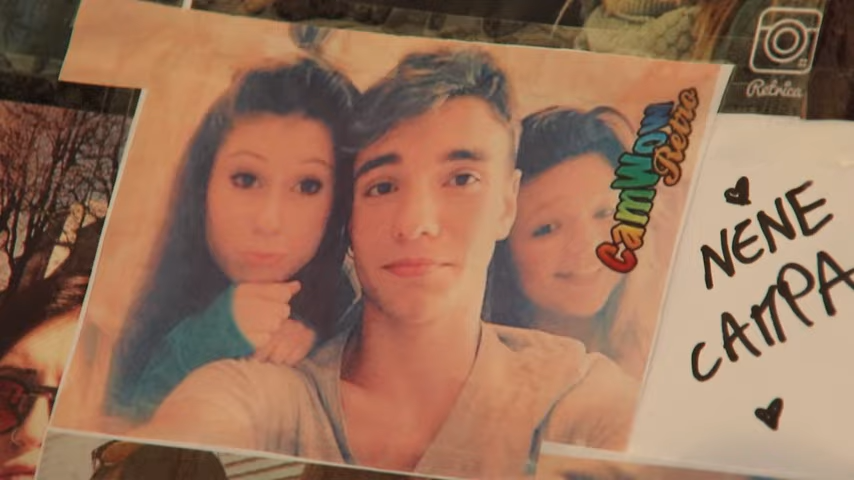 Retrica
CamWow
Retro
NENE
CAMPA